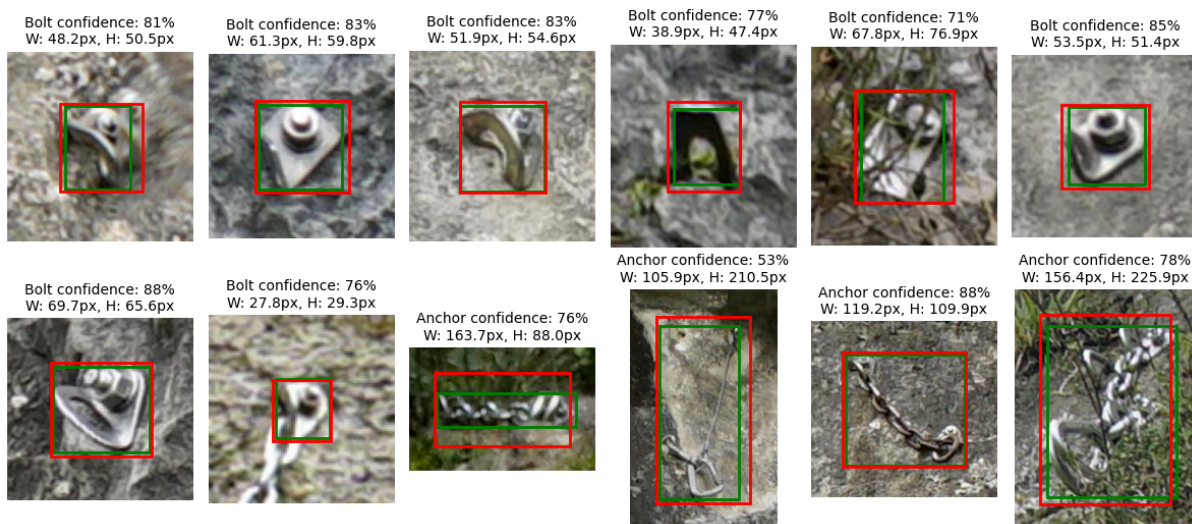 Bolt confidence: 81%
W: 48.2px, H: 50.5px
Bolt confidence: 83%
W: 61.3px, H: 59.8px
Bolt confidence: 83%
W: 51.9px, H: 54.6px
Bolt confidence: 77%
W: 38.9px, H: 47.4px
Bolt confidence: 71%
W: 67.8px, H: 76.9px
Bolt confidence: 85%
W: 53.5px, H: 51.4px
Bolt confidence: 88%
W: 69.7px, H: 65.6px
Bolt confidence: 76%
W: 27.8px, H: 29.3px
Anchor confidence: 76%
W: 163.7px, H: 88.0px
Anchor confidence: 53%
W: 105.9px, H: 210.5px
Anchor confidence: 88%
W: 119.2px, H: 109.9px
Anchor confidence: 78%
W: 156.4px, H: 225.9px